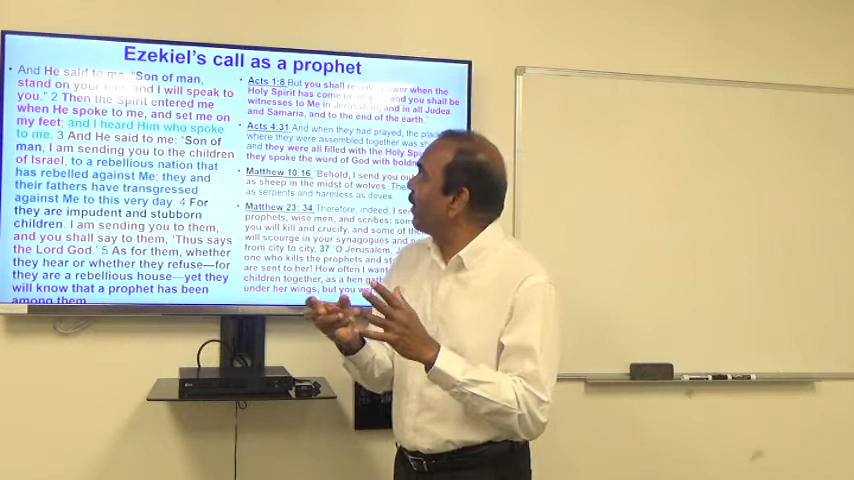 Ezekiel's call as a prophet
• And He said to me, "Son of man,
stand on your feet, and I will speak to
you." 2 Then the Spirit entered me
when He spoke to me, and set me on
my feet; and I heard Him who spoke
to me. 3 And He said to me: "Son of
man, I am sending you to the children
of Israel, to a rebellious nation that
has rebelled against Me; they and
their fathers have transgressed
against Me to this very day. 4 For
they are impudent and stubborn
children. I am sending you to them,
and you shall say to them, 'Thus says
the Lord God.' 5 As for them, whether
they hear or whether they refuse—for
they are a rebellious house—yet they
will know that a prophet has been
among them
• Acts 1:8 But you shall receive power when the
Holy Spirit has come and you shall be
witnesses to Me in Jerusalem, and in all Judea
and Samaria, and to the end of the earth."
• Acts 4:31 And when they had prayed, the
where they were assembled together was
and they were all filled with the Holy
they spoke the word of God with
• Matthew 10:16 "Behold, I send you
as sheep in the midst of wolves.
as serpents and harmless as doves.
• Matthew 23: 34 Therefore, indeed, I
prophets, wise men, and scribes:
you will kill and crucify, and some of
will scourge in your synagogues and
from city to city, 37 "O Jerusalem,
one who kills the prophets and
are sent to her! How often I
children together, as a hen
under her wings, but you